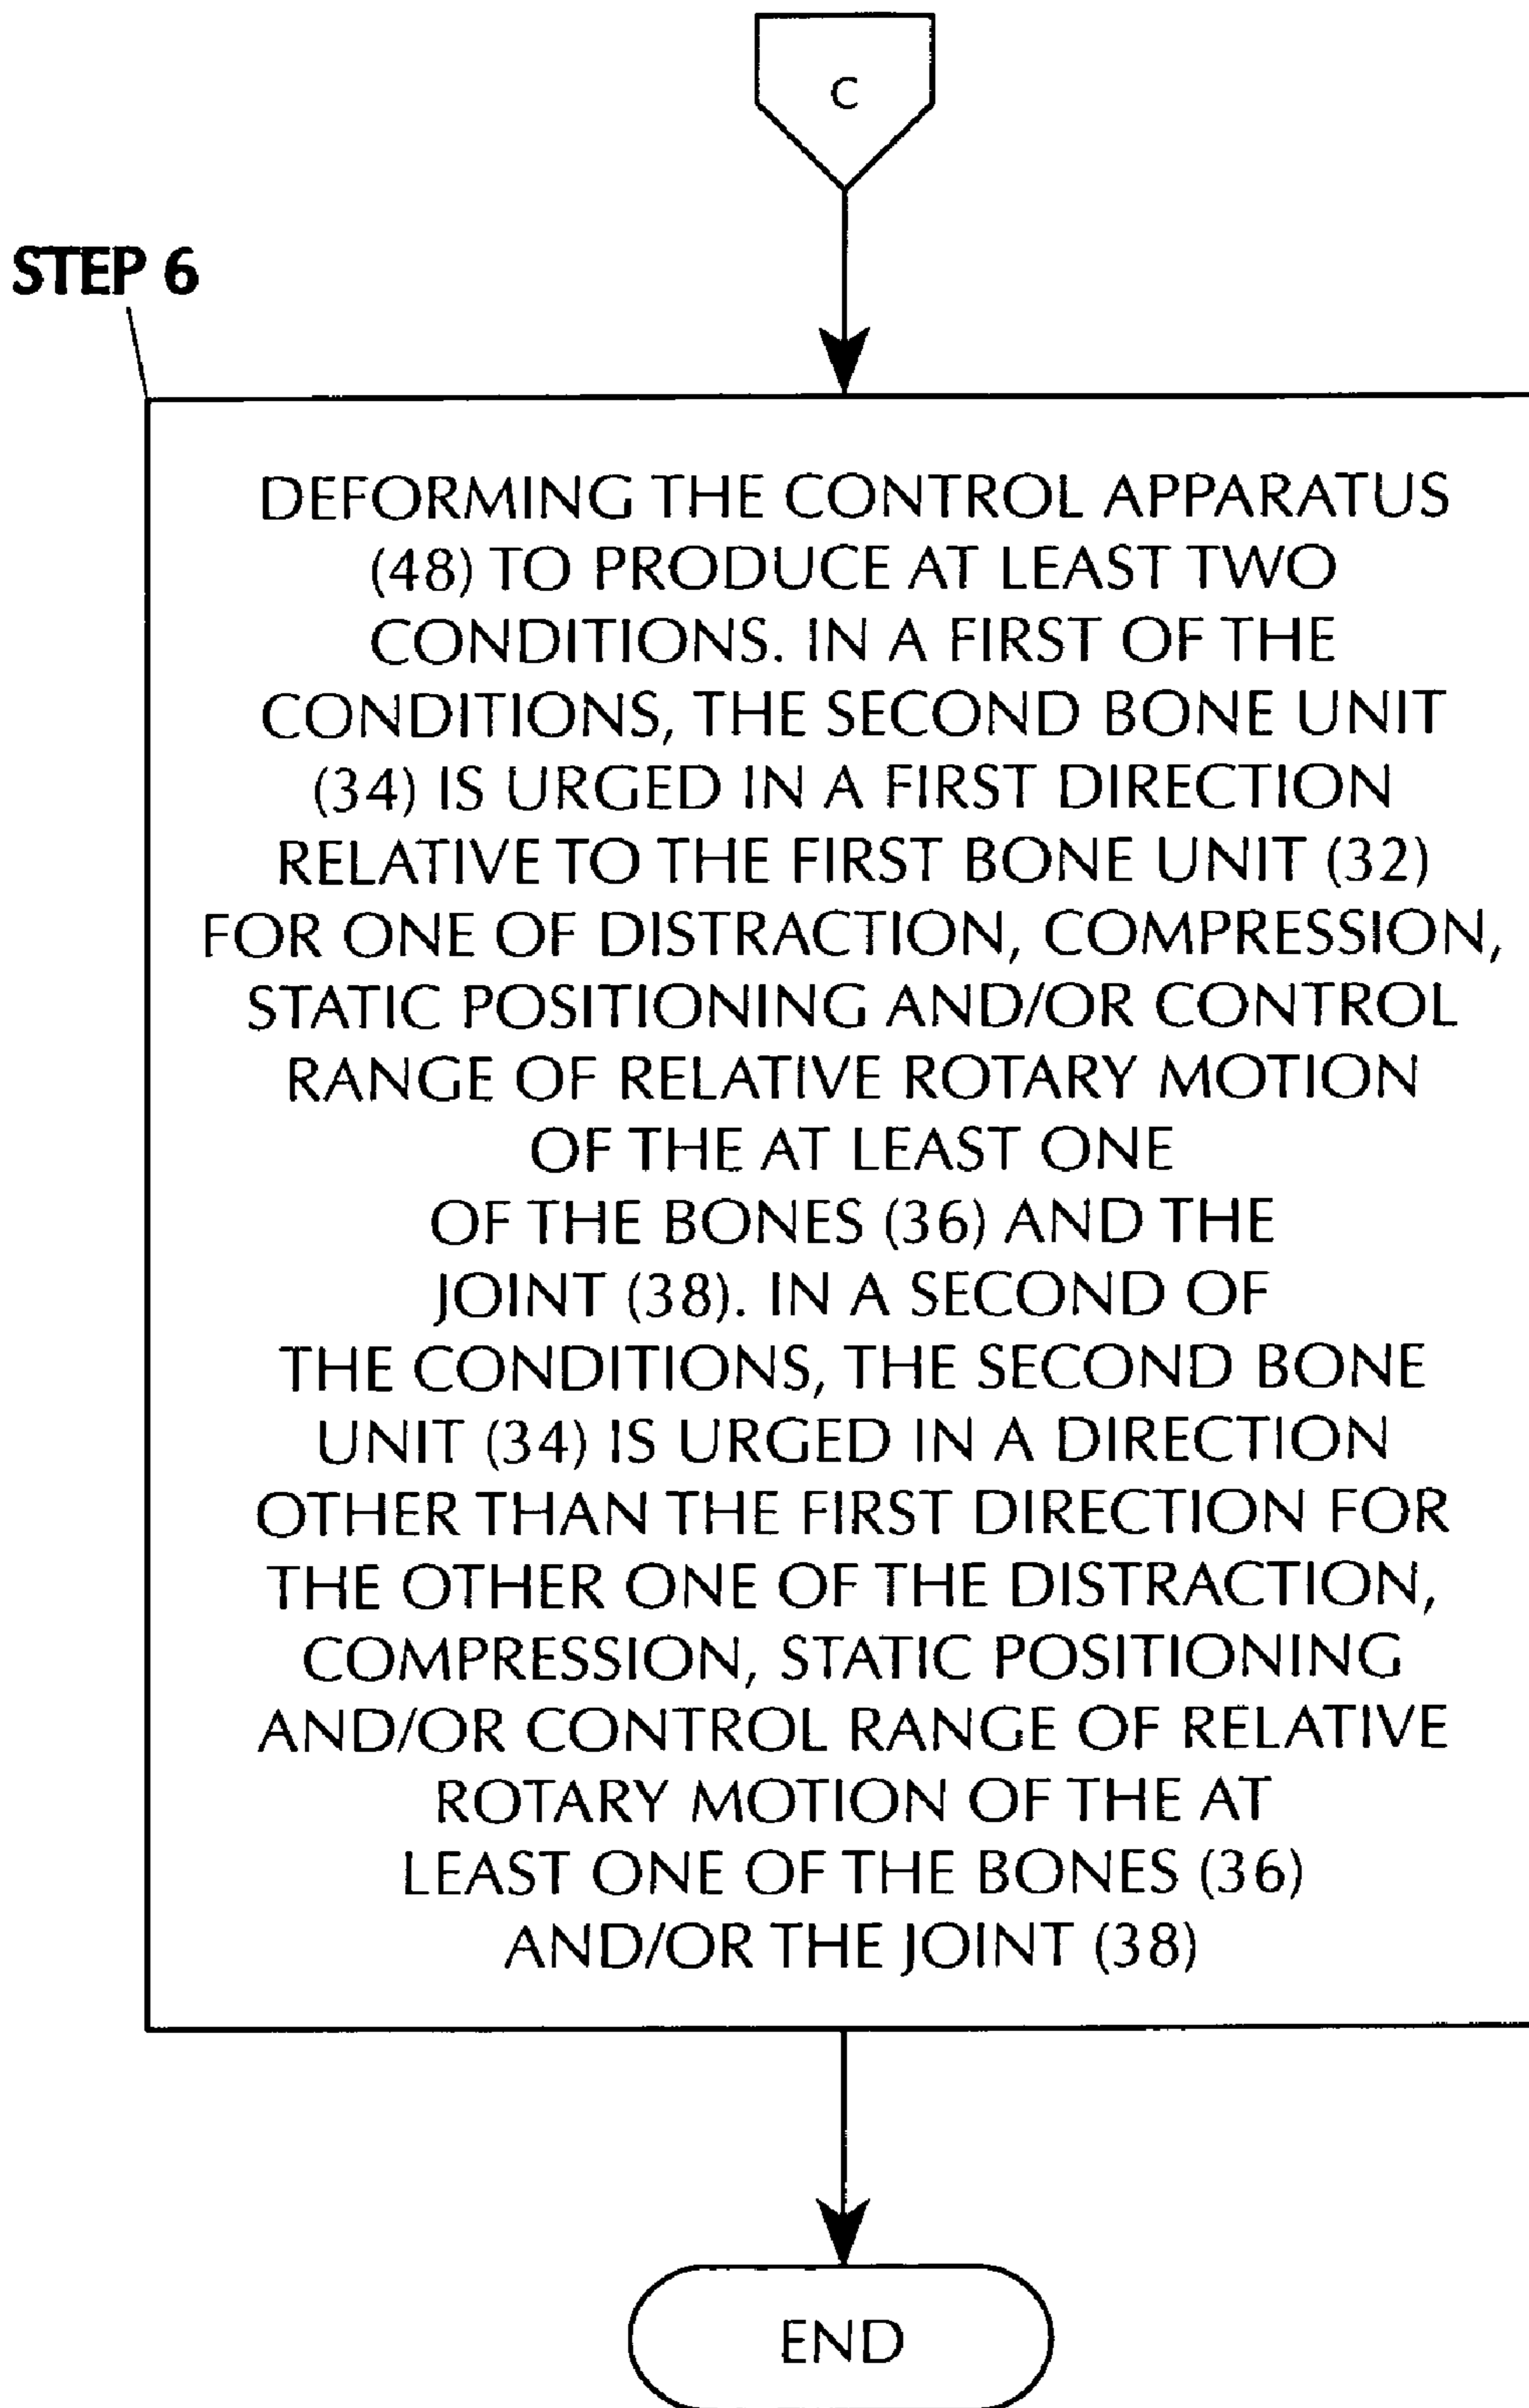 C
STEP 6
DEFORMING THE CONTROL APPARATUS
(48) TO PRODUCE AT LEAST TWO
CONDITIONS. IN A FIRST OF THE
CONDITIONS, THE SECOND BONE UNIT
(34) IS URGED IN A FIRST DIRECTION
RELATIVE TO THE FIRST BONE UNIT (32)
FOR ONE OF DISTRACTION, COMPRESSION,
STATIC POSITIONING AND/OR CONTROL
RANGE OF RELATIVE ROTARY MOTION
OF THE AT LEAST ONE
OF THE BONES (36) AND THE
JOINT (38). IN A SECOND OF
THE CONDITIONS, THE SECOND BONE
UNIT (34) IS URGED IN A DIRECTION
OTHER THAN THE FIRST DIRECTION FOR
THE OTHER ONE OF THE DISTRACTION,
COMPRESSION, STATIC POSITIONING
AND/OR CONTROL RANGE OF RELATIVE
ROTARY MOTION OF THE AT
LEAST ONE OF THE BONES (36)
AND/OR THE JOINT (38)
END